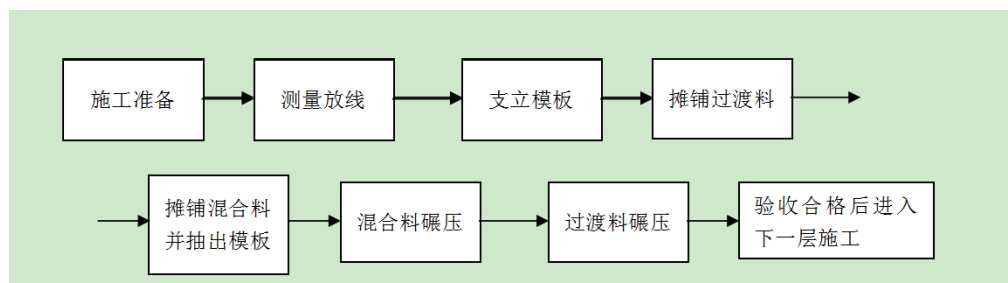 施工准备
测量放线
支立模板
摊铺过渡料
摊铺混合料
并抽出模板
混合料碾压
过渡料碾压
验收合格后进入
下一层施工